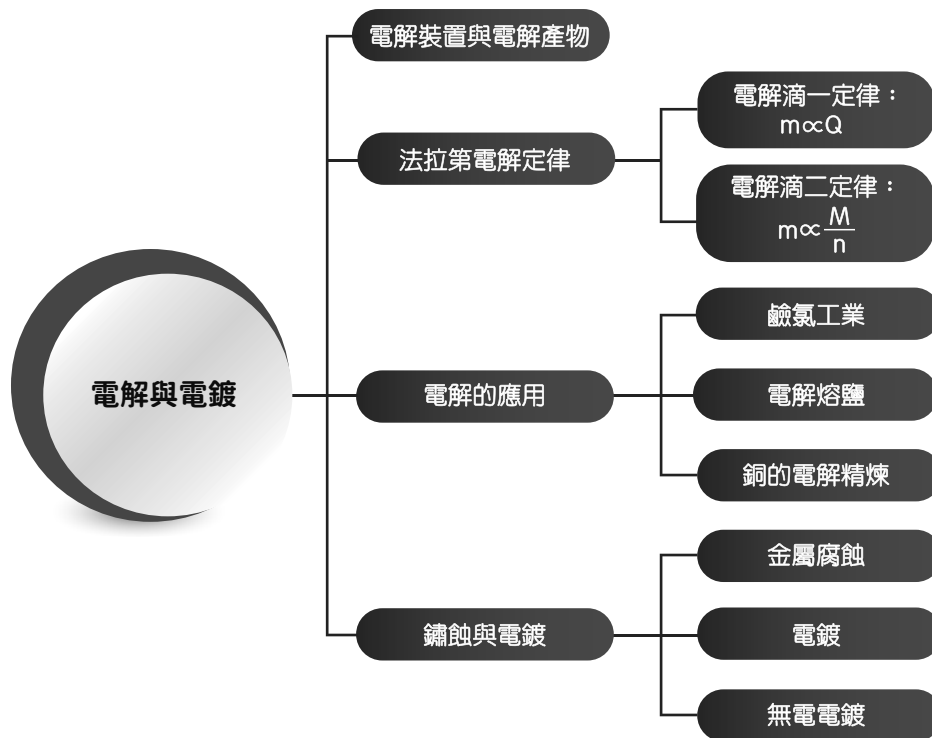 電解與電鍍
電解裝置與電解產物
法拉第電解定律
電解滴一定律：
m∝Q
電解滴二定律：
m∝M/n
電解的應用
鹼氯工業
電解熔鹽
銅的電解精煉
鏽蝕與電鍍
金屬腐蝕
電鍍
無電電鍍